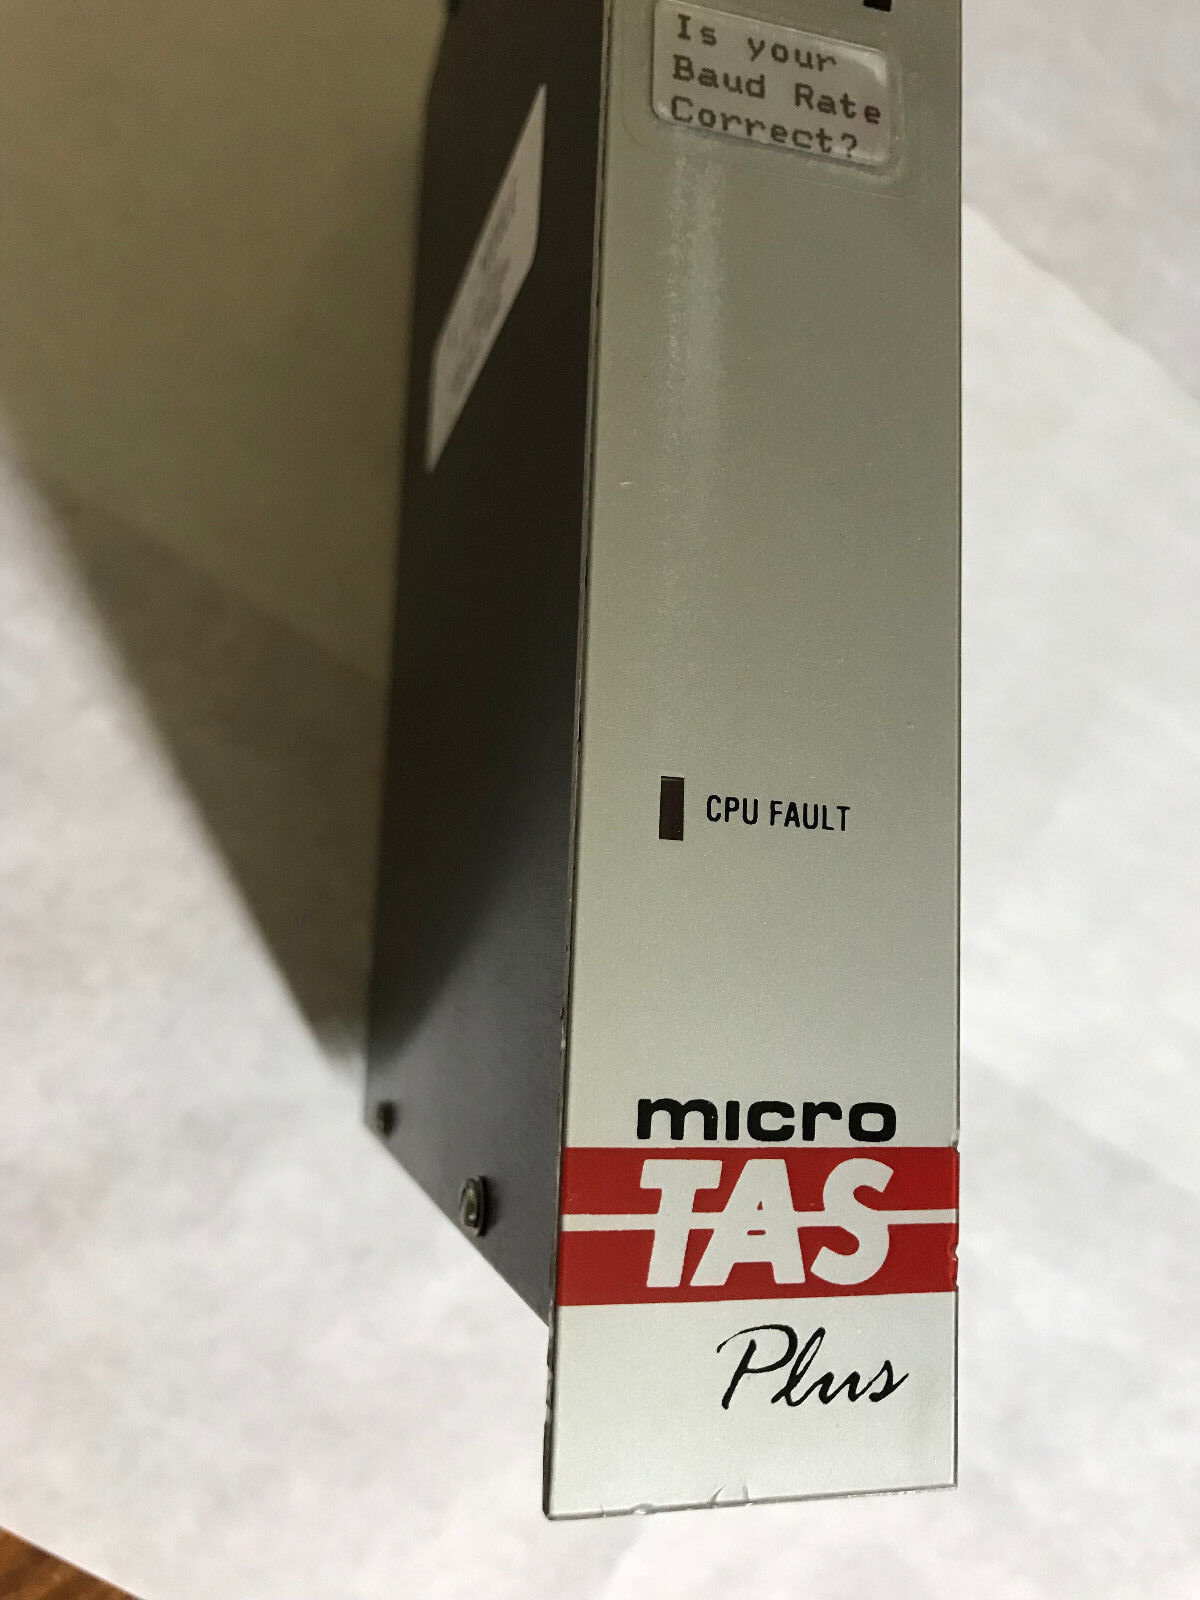 Is your
Baud Rate
Correct?
CPU FAULT
micro
TAS
Plus